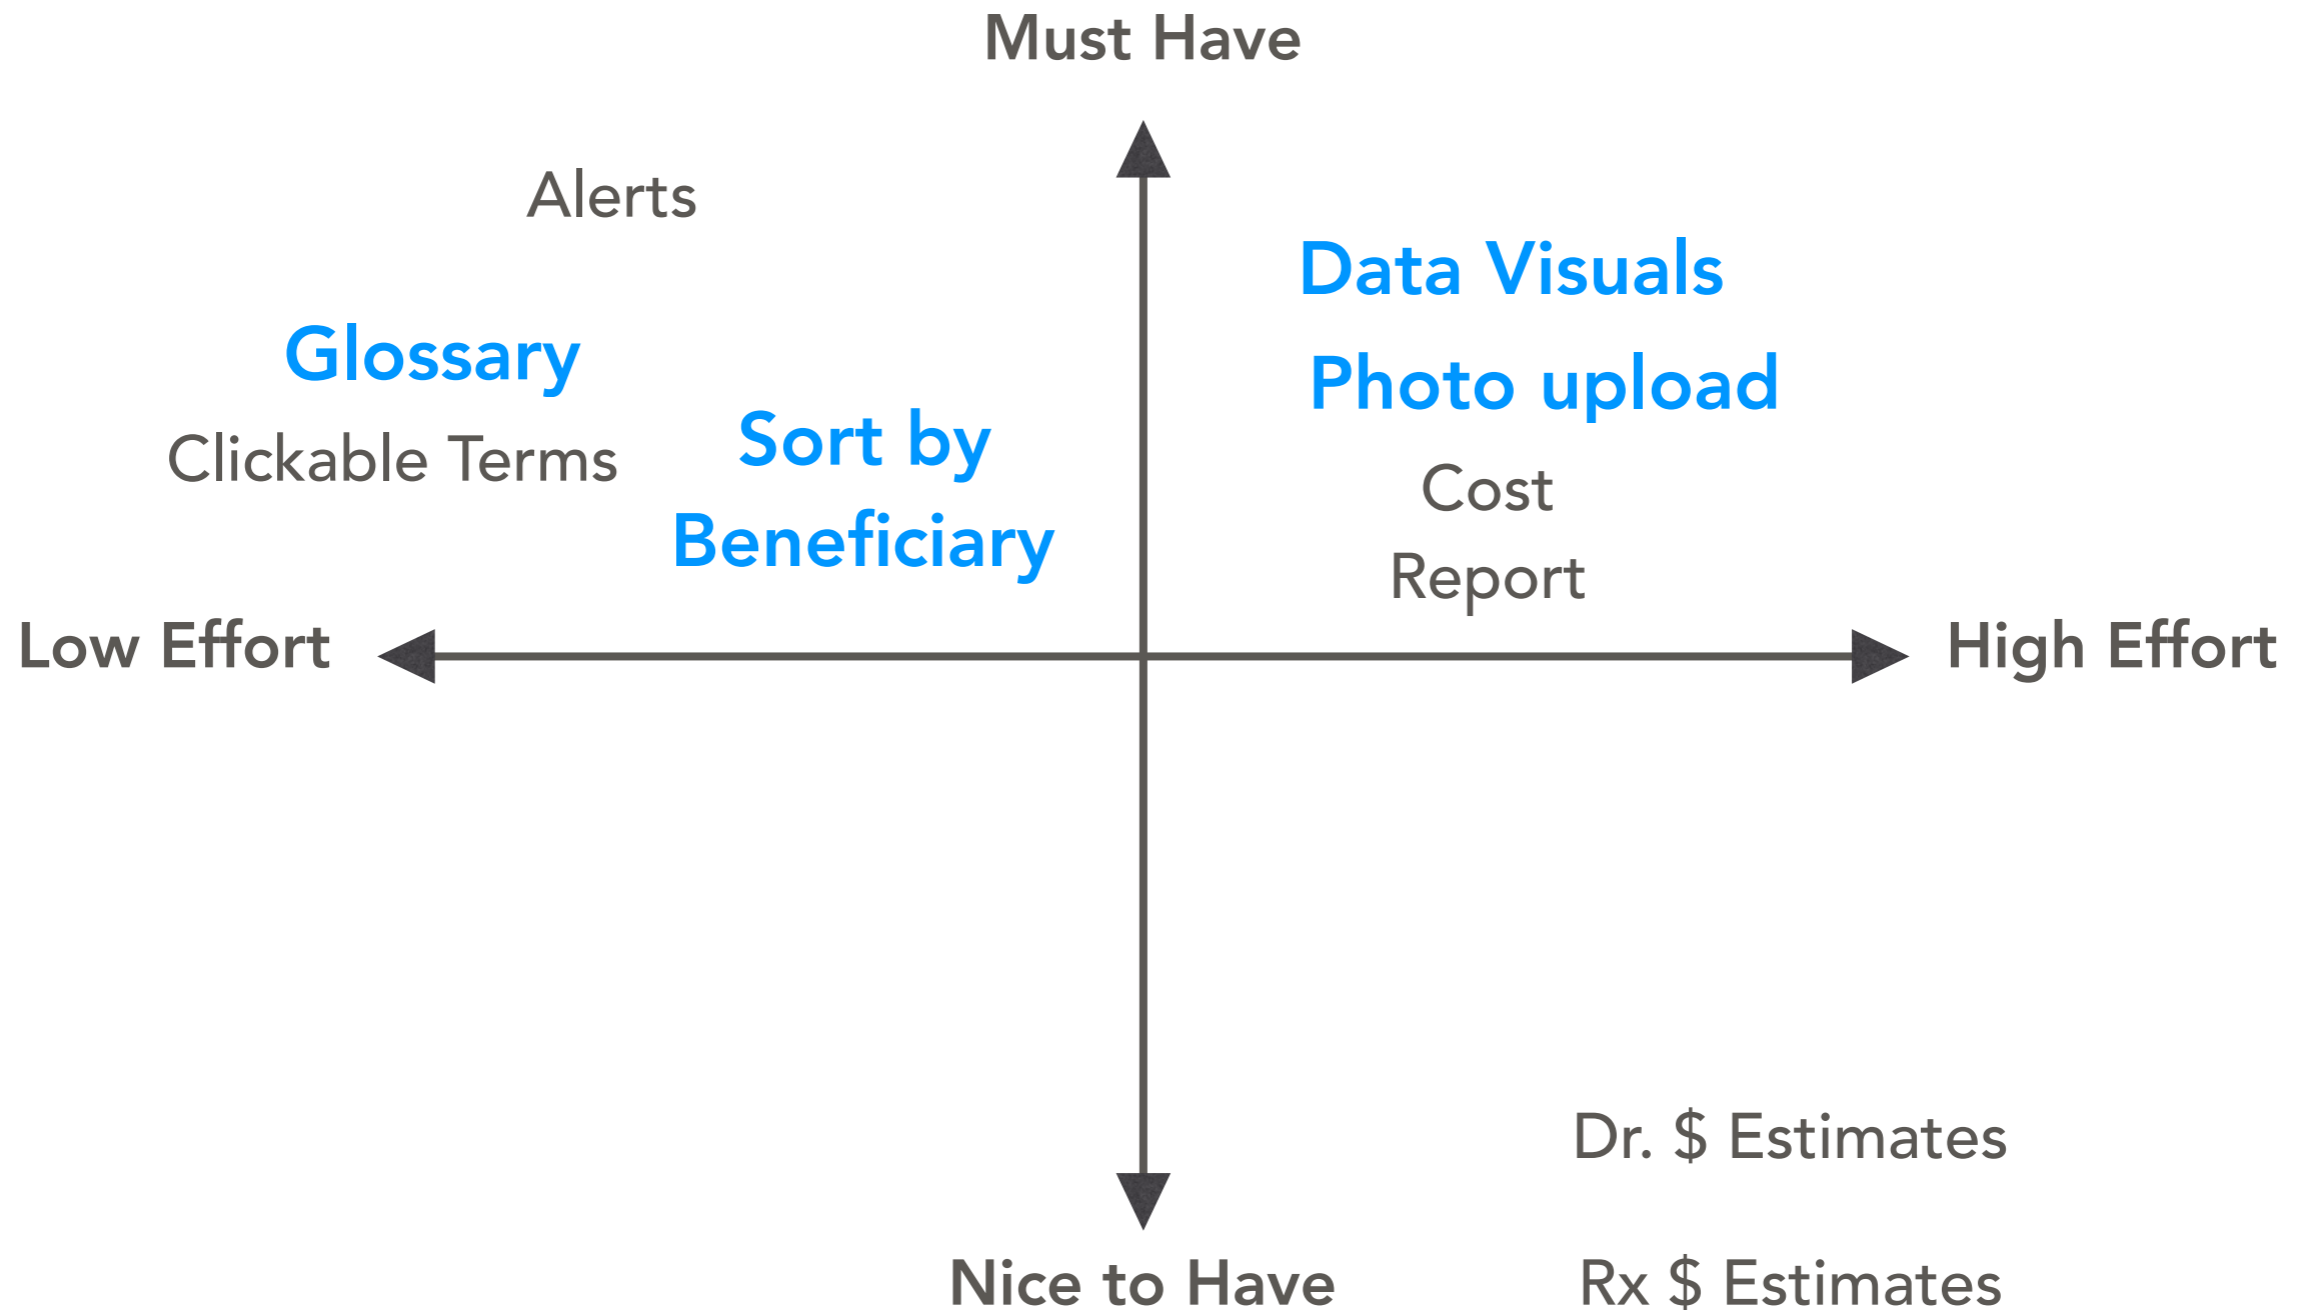 Must Have
Alerts
Data Visuals
Glossary
Photo upload
Clickable Terms
Sort by
Beneficiary
Cost
Report
Low Effort
High Effort
Dr. $ Estimates
Nice to Have
Rx $ Estimates